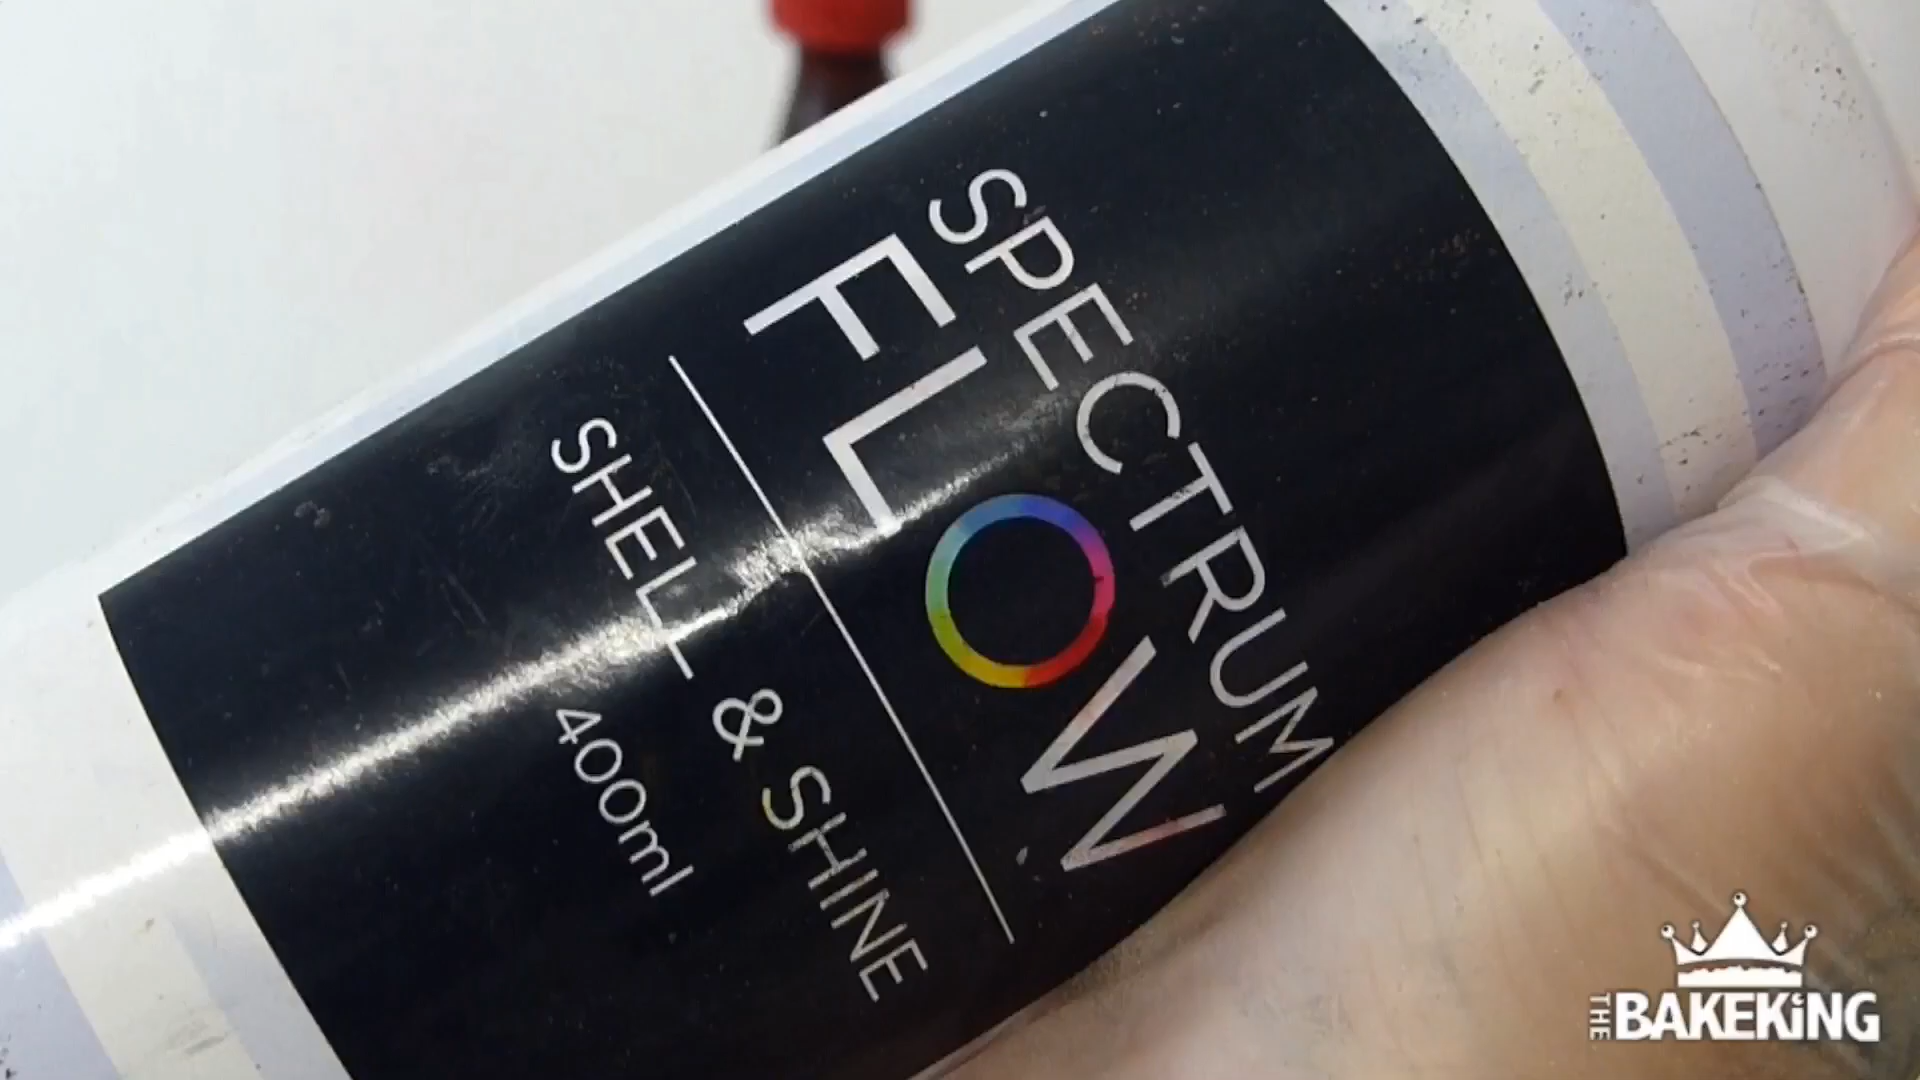 SPECTRUM
FLOW
SHELL & SHINE
400ml
THE BAKEKiNG